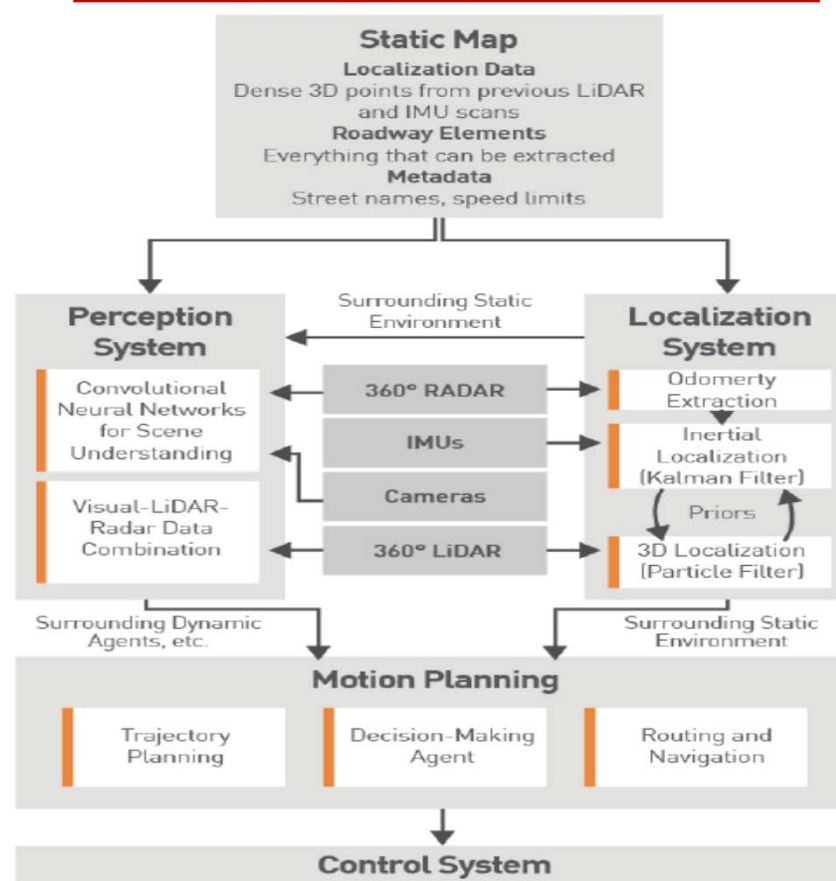 Static Map
Localization Data
Dense 3D points from previous LiDAR
and IMU scans
Roadway Elements
Everything that can be extracted
Metadata
Street names, speed limits
Surrounding Static
Environment
Perception
System
Convolutional
Neural Networks
for Scene
Understanding
Visual-LiDAR-
Radar Data
Combination
360° RADAR
IMUs
Cameras
360° LiDAR
Localization
System
Odomerty
Extraction
Inertial
Localization
(Kalman Filter)
Priors
3D Localization
(Particle Filter)
Surrounding Dynamic
Agents, etc.
Surrounding Static
Environment
Motion Planning
Trajectory
Planning
Decision-Making
Agent
Routing and
Navigation
Control System